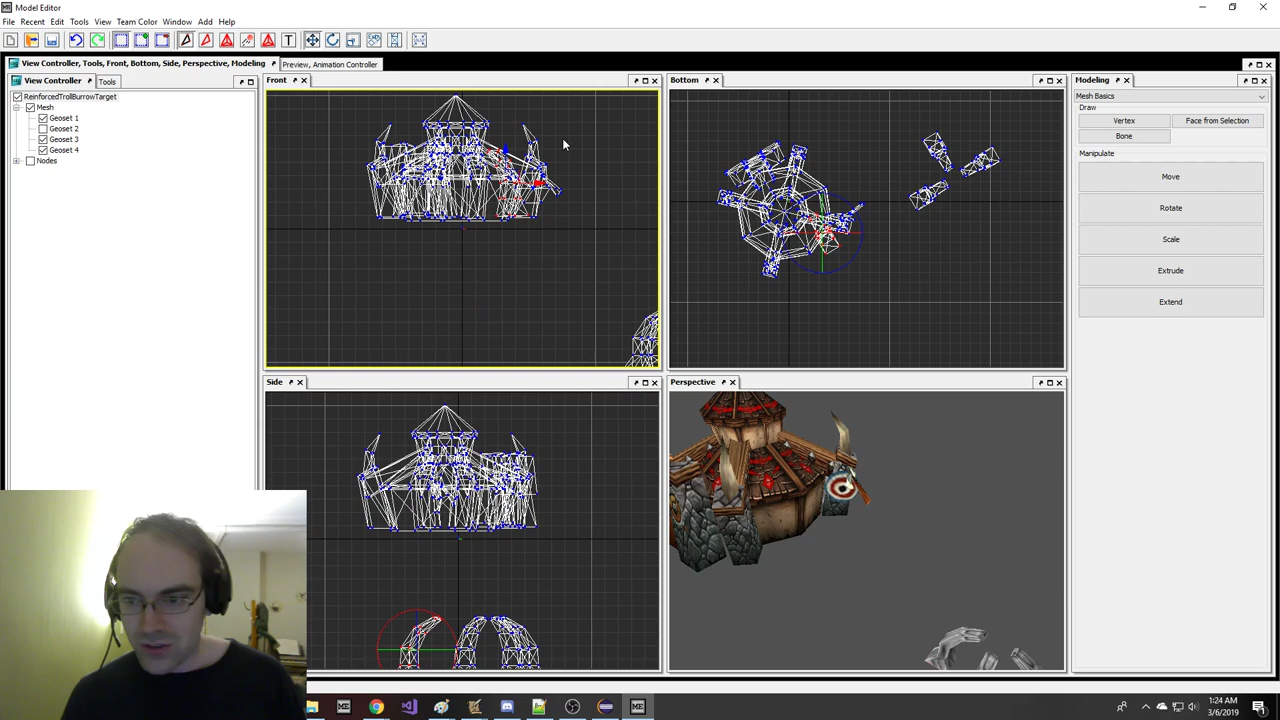 Model Editor
File Recent Edit Tools View Team Color Window Add Help
View Controller, Tools, Front, Bottom, Side, Perspective, Modeling
Preview, Animation Controller
View Controller Tools
Front
Bottom
Modeling
ReinforcedTrollBurrowTarget
Mesh
Geoset 1
Geoset 2
Geoset 3
Geoset 4
Nodes
Mesh Basics
Draw
Vertex Face from Selection
Bone
Manipulate
Move
Rotate
Scale
Extrude
Extend
Side
Perspective
ME
ME
1:24 AM
3/6/2019